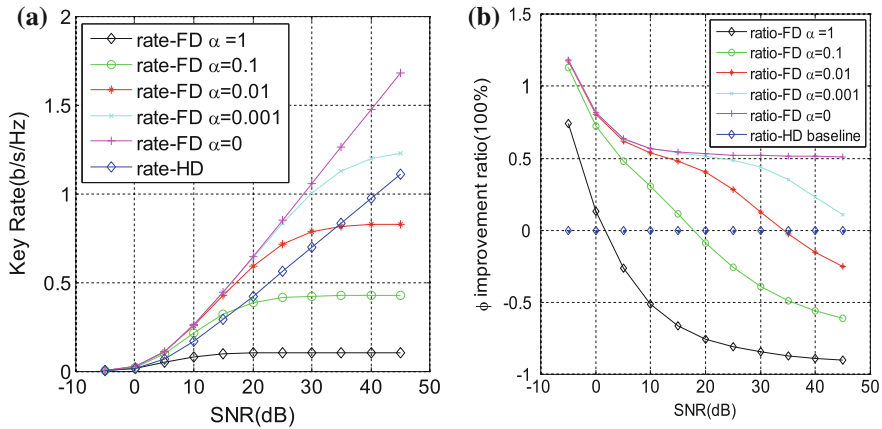 (a)
2
1.5
1
0.5
0
Key Rate(b/s/Hz)
rate-FD α =1
rate-FD α=0.1
rate-FD α=0.01
rate-FD α=0.001
rate-FD α=0
rate-HD
-10 0 10 20 30 40 50
SNR(dB)
(b)
1.5
1
0.5
0
-0.5
-1
ϕ improvement ratio(100%)
ratio-FD α=1
ratio-FD α=0.1
ratio-FD α=0.01
ratio-FD α=0.001
ratio-FD α=0
ratio-HD baseline
-10 0 10 20 30 40 50
SNR(dB)